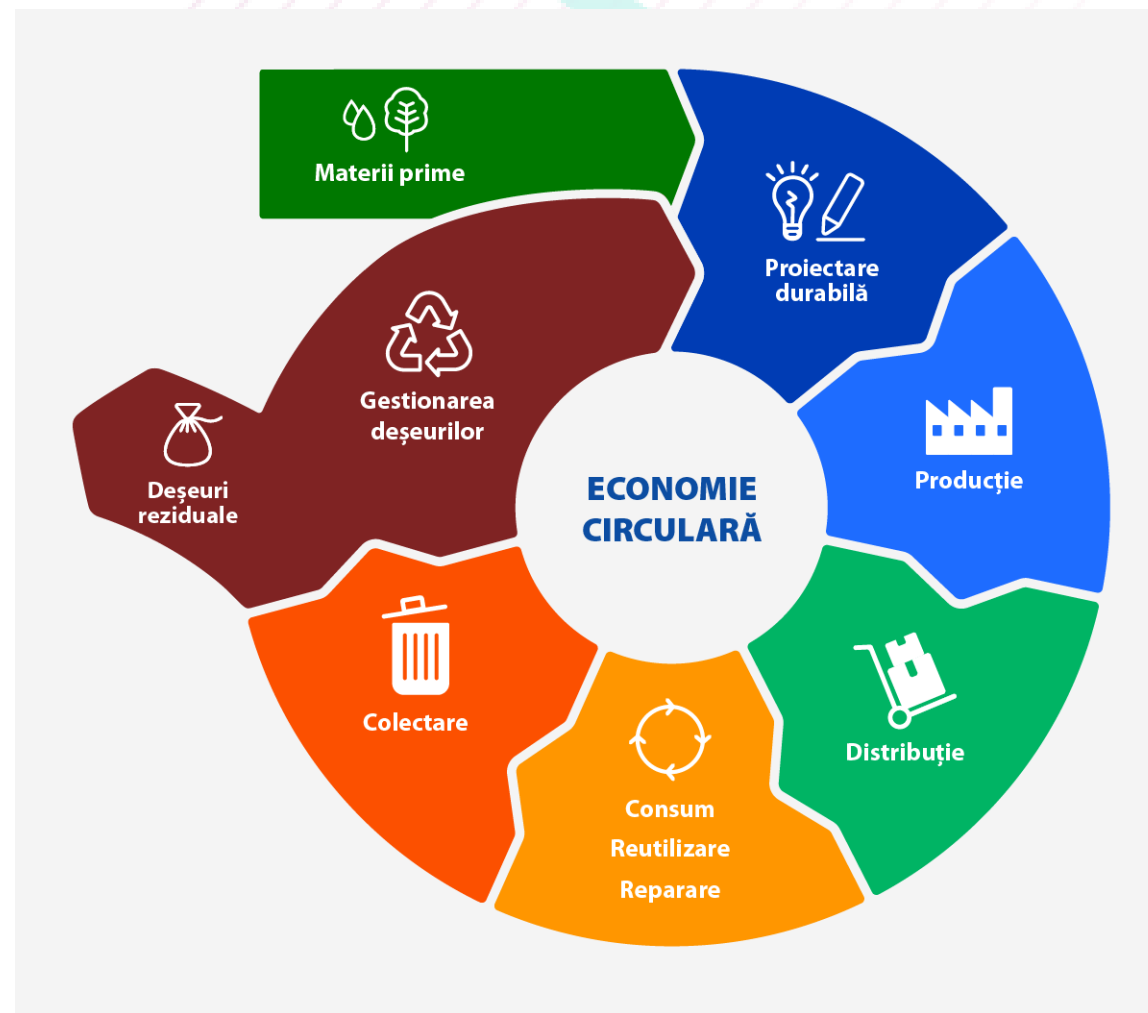 Materii prime
Proiectare
durabilă
Producție
Distribuție
Consum
Reutilizare
Reparare
Colectare
Gestionarea
deșeurilor
Deșeuri
reziduale
ECONOMIE
CIRCULARĂ